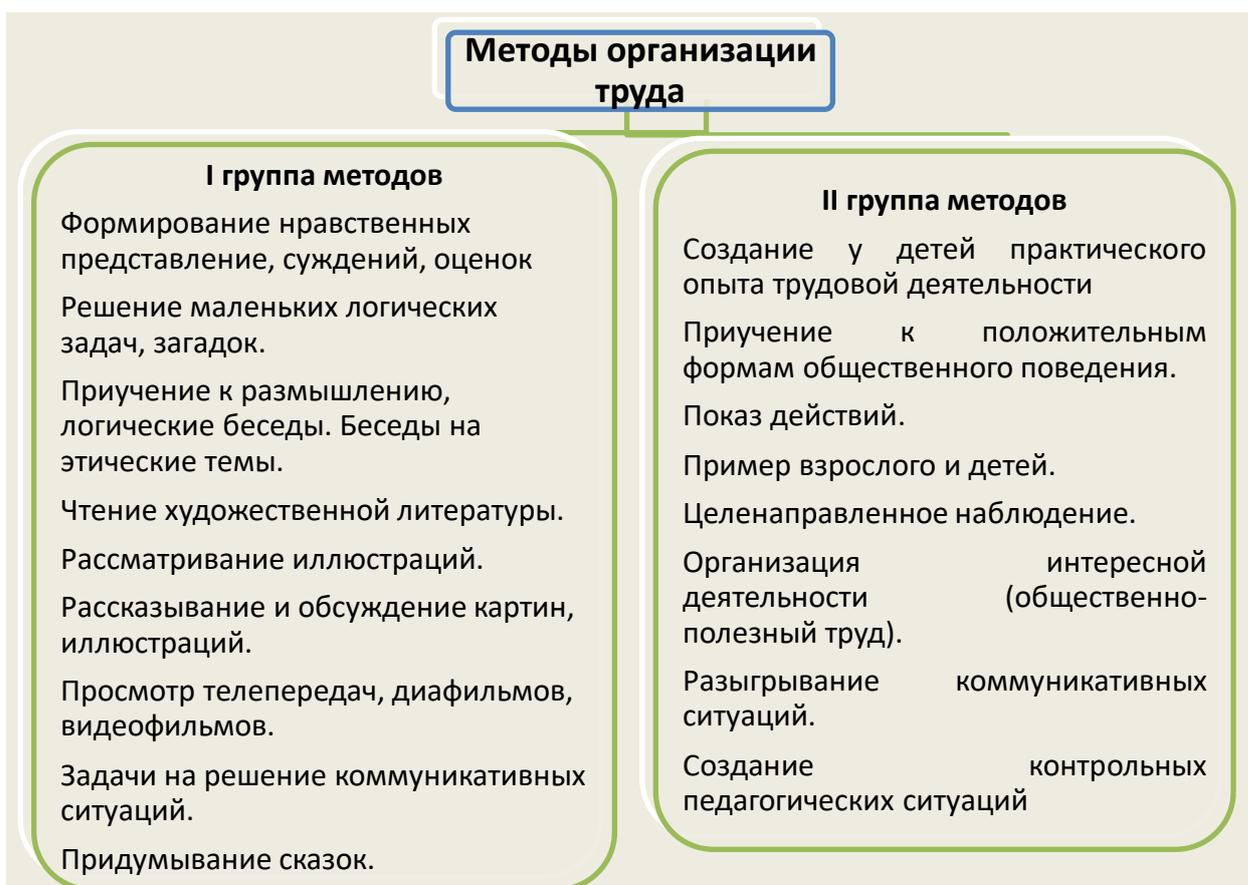 Методы организации
труда
I группа методов
Формирование нравственных
представление, суждений, оценок
Решение маленьких логических
задач, загадок.
Приучение к размышлению,
логические беседы. Беседы на
этические темы.
Чтение художественной литературы.
Рассматривание иллюстраций.
Рассказывание и обсуждение картин,
иллюстраций.
Просмотр телепередач, диафильмов,
видеофильмов.
Задачи на решение коммуникативных
ситуаций.
Придумывание сказок.
II группа методов
Создание у детей практического
опыта трудовой деятельности
Приучение к положительным
формам общественного поведения.
Показ действий.
Пример взрослого и детей.
Целенаправленное наблюдение.
Организация интересной
деятельности (общественно-
полезный труд).
Разыгрывание коммуникативных
ситуаций.
Создание контрольных
педагогических ситуаций